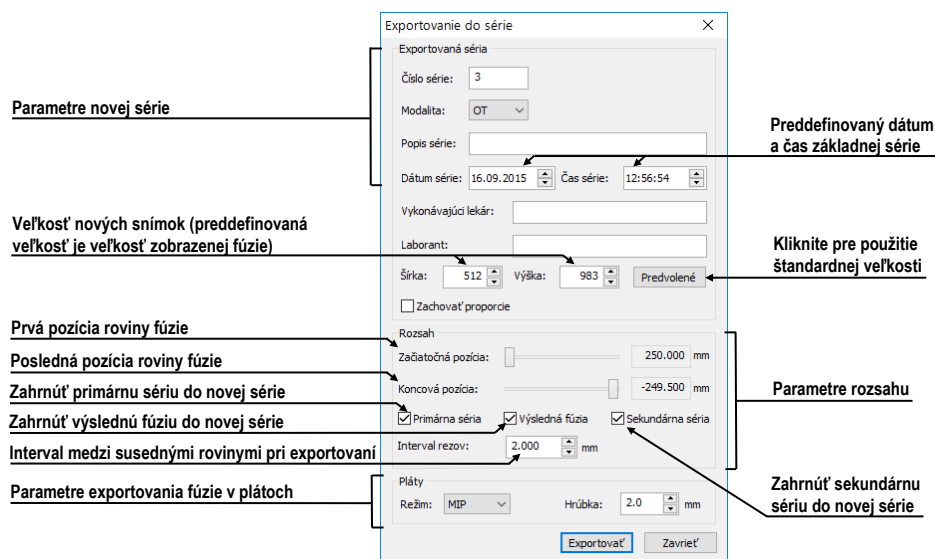 Exportovanie do série
Exportovaná séria
Číslo série: 3
Parametre novej série
Modalita: OT
Preddefinovaný dátum
a čas základnej série
Popis série:
Dátum série: 16.09.2015 Čas série: 12:56:54
Vykonávajúci lekár:
Veľkosť nových snímok (preddefinovaná
veľkosť je veľkosť zobrazenej fúzie)
Laborant:
Kliknite pre použitie
štandardnej veľkosti
Šírka: 512 Výška: 983 Predvolené
Zachovať proporcie
Prvá pozícia roviny fúzie
Rozsah
Začiatočná pozícia: 250.000 mm
Posledná pozícia roviny fúzie
Koncová pozícia: -249.500 mm
Parametre rozsahu
Zahrnúť primárnu sériu do novej série
Primárna séria Výsledná fúzia Sekundárna séria
Zahrnúť výslednú fúziu do novej série
Interval rezov: 2.000 mm
Interval medzi susednými rovinymi pri exportovaní
Pláty
Parametre exportovania fúzie v plátoch
Režim: MIP Hrúbka: 2.0 mm
Zahrnúť sekundárnu
sériu do novej série
Exportovať Zavrieť